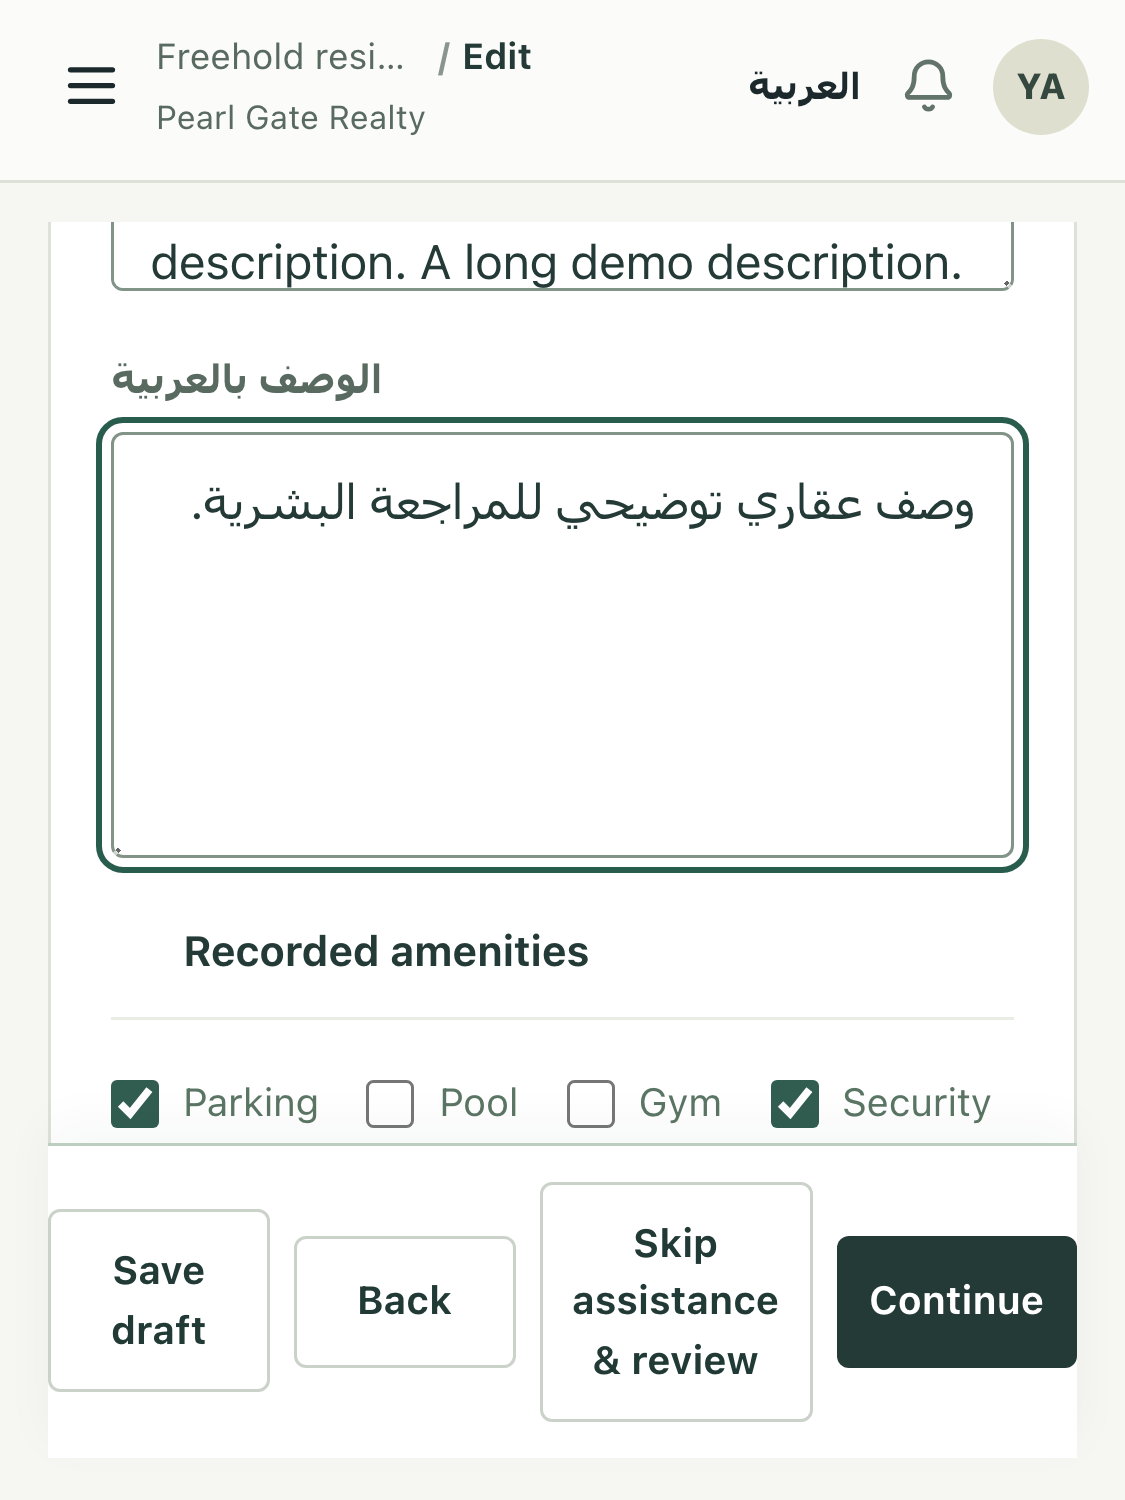 Freehold resi... / Edit
Pearl Gate Realty
العربية
YA
description. A long demo description.
الوصف بالعربية
وصف عقاري توضيحي للمراجعة البشرية.
Recorded amenities
Parking Pool Gym Security
Save
draft
Back
Skip
assistance
& review
Continue